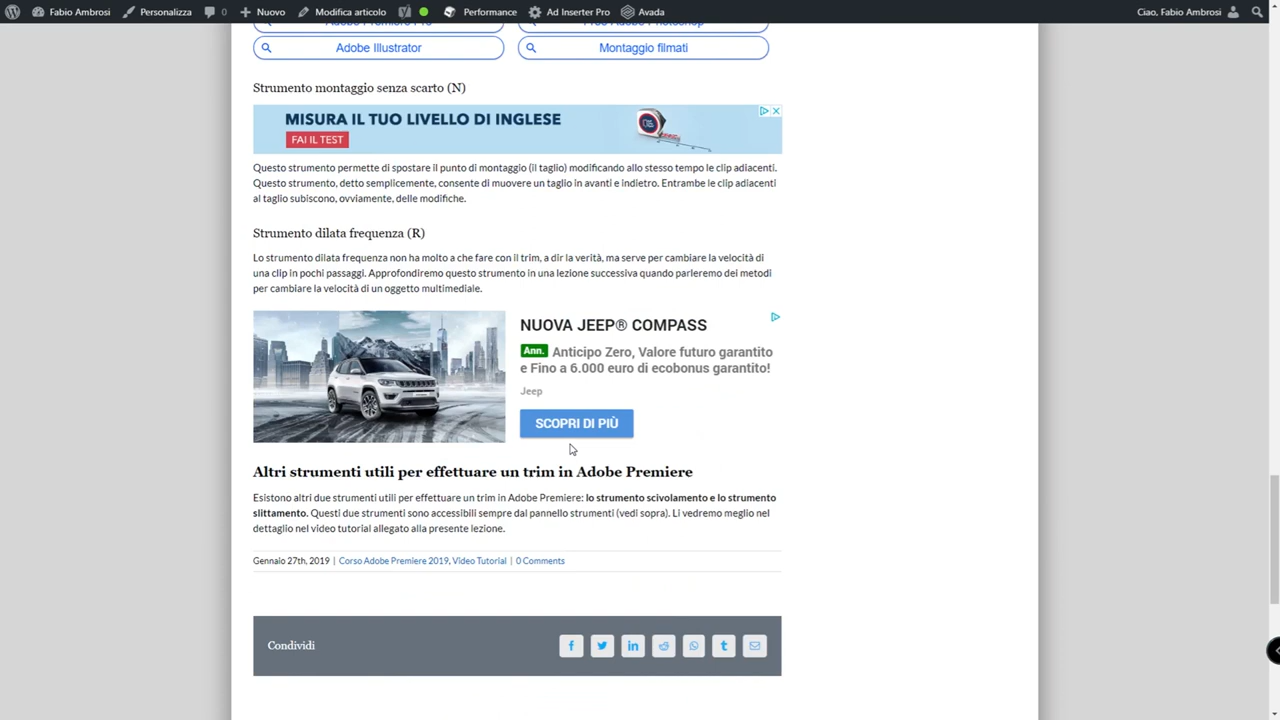 Fabio Ambrosi Personalizza 0 Nuovo Modifica articolo Performance Ad Inserter Pro Avada Ciao, Fabio Ambrosi
Adobe Premiere Pro Free Adobe Photoshop
Adobe Illustrator Montaggio filmati
Strumento montaggio senza scarto (N)
MISURA IL TUO LIVELLO DI INGLESE
FAI IL TEST
Questo strumento permette di spostare il punto di montaggio (il taglio) modificando allo stesso tempo le clip adiacenti.
Questo strumento, detto semplicemente, consente di muovere un taglio in avanti e indietro. Entrambe le clip adiacenti
al taglio subiscono, ovviamente, delle modifiche.
Strumento dilata frequenza (R)
Lo strumento dilata frequenza non ha molto a che fare con il trim, a dir la verità, ma serve per cambiare la velocità di
una clip in pochi passaggi. Approfondiremo questo strumento in una lezione successiva quando parleremo dei metodi
per cambiare la velocità di un oggetto multimediale.
NUOVA JEEP® COMPASS
Ann. Anticipo Zero, Valore futuro garantito
e Fino a 6.000 euro di ecobonus garantito!
Jeep
SCOPRI DI PIÙ
Altri strumenti utili per effettuare un trim in Adobe Premiere
Esistono altri due strumenti utili per effettuare un trim in Adobe Premiere: lo strumento scivolamento e lo strumento
slittamento. Questi due strumenti sono accessibili sempre dal pannello strumenti (vedi sopra). Li vedremo meglio nel
dettaglio nel video tutorial allegato alla presente lezione.
Gennaio 27th, 2019 | Corso Adobe Premiere 2019, Video Tutorial | 0 Comments
Condividi